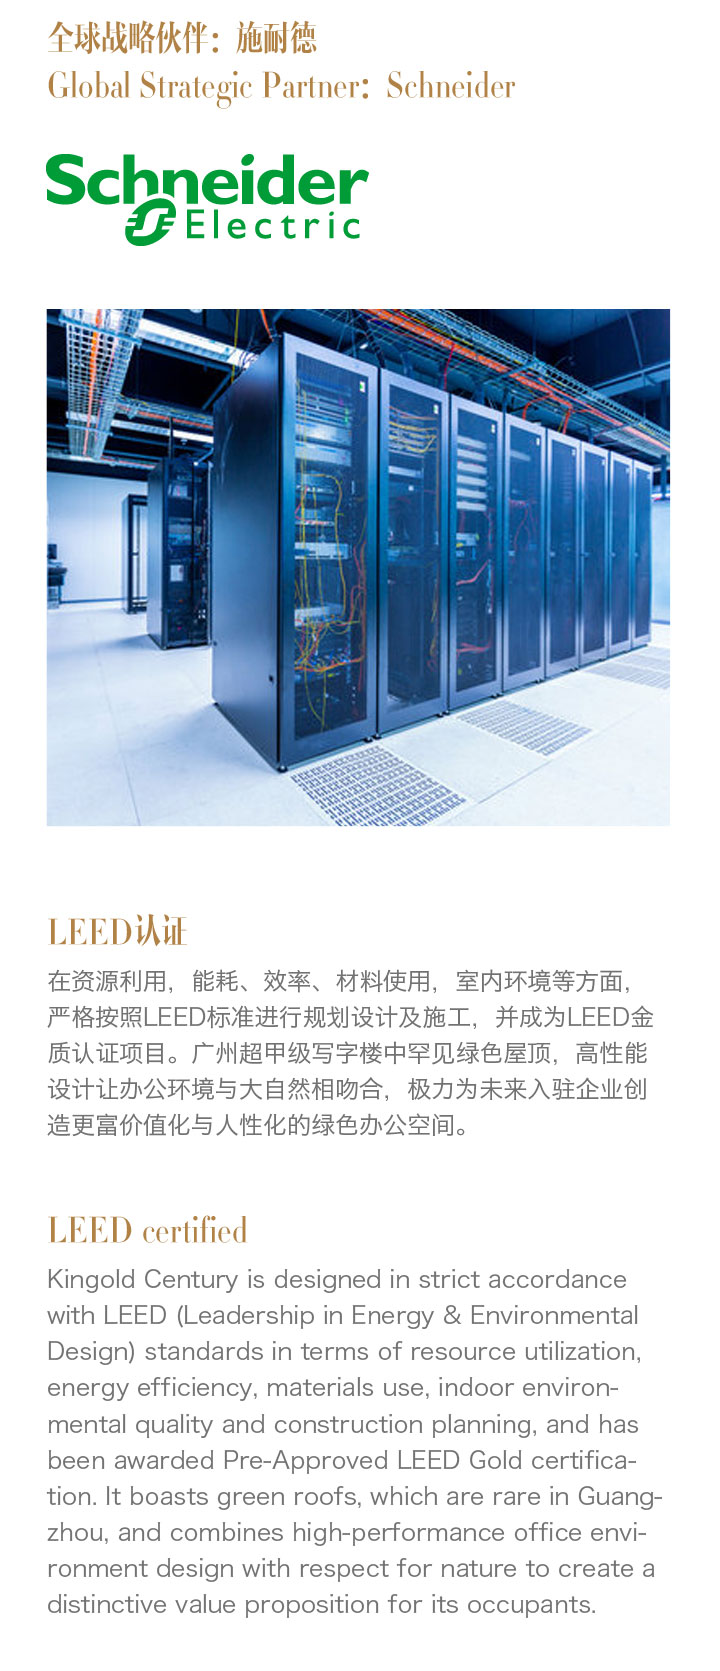 全球战略伙伴：施耐德
Global Strategic Partner：Schneider
Schneider
Electric
LEED认证
在资源利用，能耗、效率、材料使用，室内环境等方面，
严格按照LEED标准进行规划设计及施工，并成为LEED金
质认证项目。广州超甲级写字楼中罕见绿色屋顶，高性能
设计让办公环境与大自然相吻合，极力为未来入驻企业创
造更富价值化与人性化的绿色办公空间。
LEED certified
Kingold Century is designed in strict accordance
with LEED (Leadership in Energy & Environmental
Design) standards in terms of resource utilization,
energy efficiency, materials use, indoor environ-
mental quality and construction planning, and has
been awarded Pre-Approved LEED Gold certifica-
tion. It boasts green roofs, which are rare in Guang-
zhou, and combines high-performance office envi-
ronment design with respect for nature to create a
distinctive value proposition for its occupants.